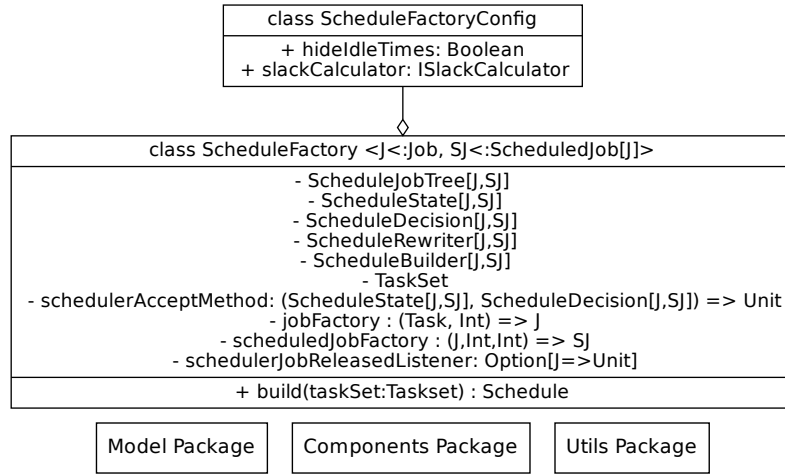 class ScheduleFactoryConfig
+ hideIdleTimes: Boolean
+ slackCalculator: ISlackCalculator
class ScheduleFactory <J<:Job, SJ<:ScheduledJob[J]>
- ScheduleJobTree[J,SJ]
- ScheduleState[J,SJ]
- ScheduleDecision[J,SJ]
- ScheduleRewriter[J,SJ]
- ScheduleBuilder[J,SJ]
- TaskSet
- schedulerAcceptMethod: (ScheduleState[J,SJ], ScheduleDecision[J,SJ]) => Unit
- jobFactory : (Task, Int) => J
- scheduledJobFactory : (J,Int,Int) => SJ
- schedulerJobReleasedListener: Option[J=>Unit]
+ build(taskSet:Taskset) : Schedule
Model Package
Components Package
Utils Package